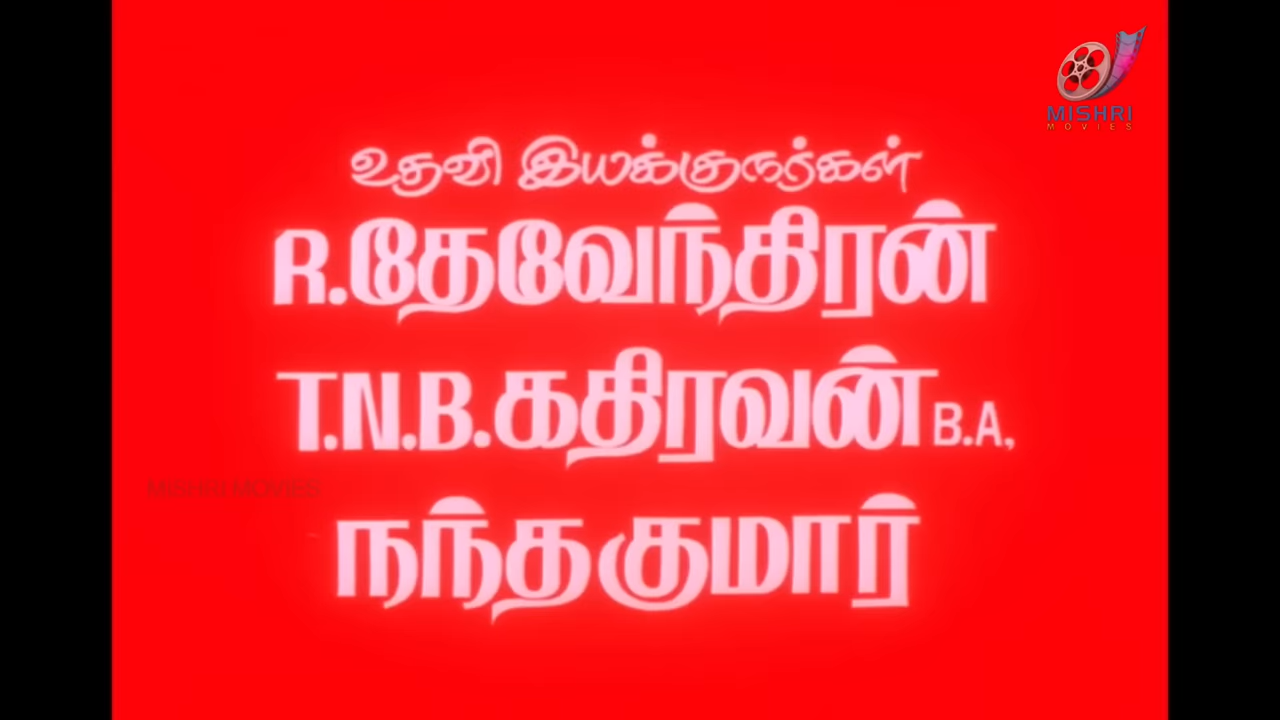 MISHRI
MOVIES
உதவி இயக்குநர்கள்
R.தேவேந்திரன்
T.N.B.கதிரவன் B.A,
MISHRI MOVIES
நந்தகுமார்